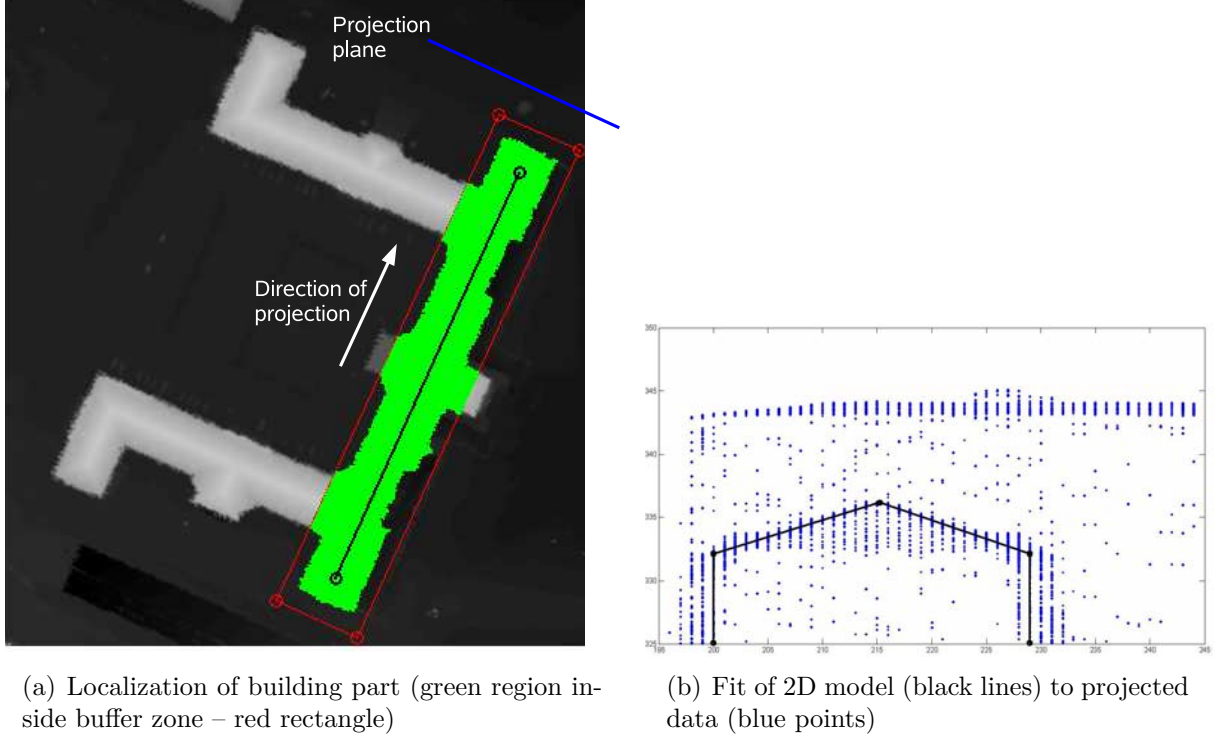 Projection
plane
Direction of
projection
(a) Localization of building part (green region in-
side buffer zone – red rectangle)
350
345
340
335
330
325
195
200
205
210
215
220
225
230
235
240
245
(b) Fit of 2D model (black lines) to projected
data (blue points)